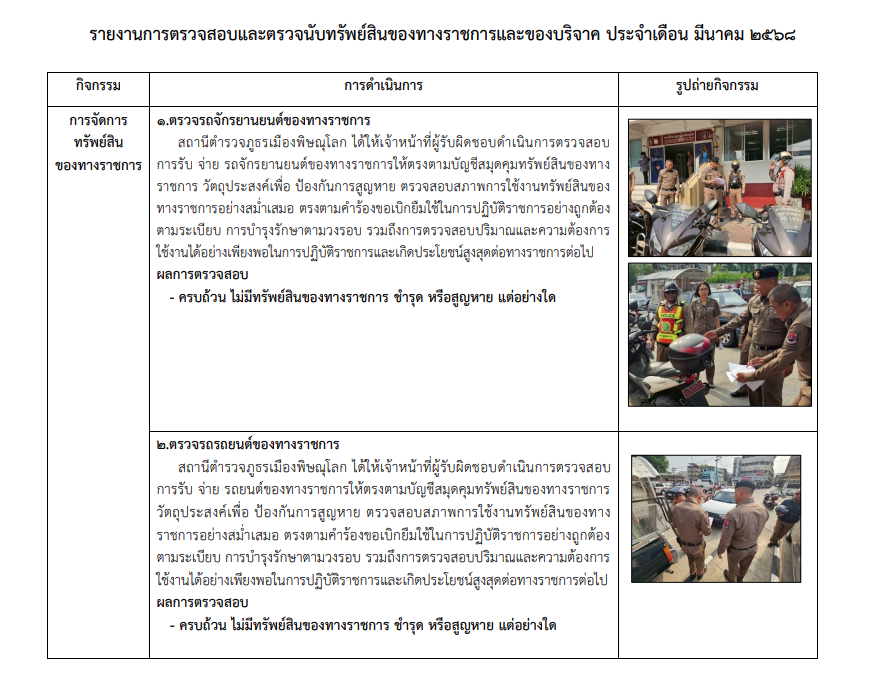 รายงานการตรวจสอบและตรวจนับทรัพย์สินของทางราชการและของบริจาค ประจำเดือน มีนาคม ๒๕๖๘
กิจกรรม
การดำเนินการ
รูปถ่ายกิจกรรม
การจัดการ
ทรัพย์สิน
ของทางราชการ
๑.ตรวจรถจักรยานยนต์ของทางราชการ
สถานีตำรวจภูธรเมืองพิษณุโลก ได้ให้เจ้าหน้าที่ผู้รับผิดชอบดำเนินการตรวจสอบ
การรับ จ่าย รถจักรยานยนต์ของทางราชการให้ตรงตามบัญชีสมุดคุมทรัพย์สินของทาง
ราชการ วัตถุประสงค์เพื่อ ป้องกันการสูญหาย ตรวจสอบสภาพการใช้งานทรัพย์สินของ
ทางราชการอย่างสม่ำเสมอ ตรงตามคำร้องขอเบิกยืมใช้ในการปฏิบัติราชการอย่างถูกต้อง
ตามระเบียบ การบำรุงรักษาตามวงรอบ รวมถึงการตรวจสอบปริมาณและความต้องการ
ใช้งานได้อย่างเพียงพอในการปฏิบัติราชการและเกิดประโยชน์สูงสุดต่อทางราชการต่อไป
ผลการตรวจสอบ
- ครบถ้วน ไม่มีทรัพย์สินของทางราชการ ชำรุด หรือสูญหาย แต่อย่างใด
๒.ตรวจรถรถยนต์ของทางราชการ
สถานีตำรวจภูธรเมืองพิษณุโลก ได้ให้เจ้าหน้าที่ผู้รับผิดชอบดำเนินการตรวจสอบ
การรับ จ่าย รถยนต์ของทางราชการให้ตรงตามบัญชีสมุดคุมทรัพย์สินของทางราชการ
วัตถุประสงค์เพื่อ ป้องกันการสูญหาย ตรวจสอบสภาพการใช้งานทรัพย์สินของทาง
ราชการอย่างสม่ำเสมอ ตรงตามคำร้องขอเบิกยืมใช้ในการปฏิบัติราชการอย่างถูกต้อง
ตามระเบียบ การบำรุงรักษาตามวงรอบ รวมถึงการตรวจสอบปริมาณและความต้องการ
ใช้งานได้อย่างเพียงพอในการปฏิบัติราชการและเกิดประโยชน์สูงสุดต่อทางราชการต่อไป
ผลการตรวจสอบ
- ครบถ้วน ไม่มีทรัพย์สินของทางราชการ ชำรุด หรือสูญหาย แต่อย่างใด